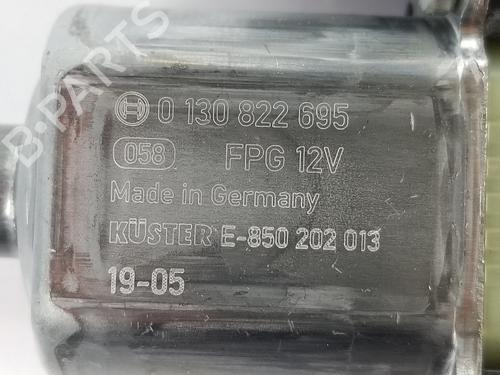 B-PARTS
0 130 822 695
058 FPG 12V
Made in Germany
KÜSTER E-850 202 013
19-05